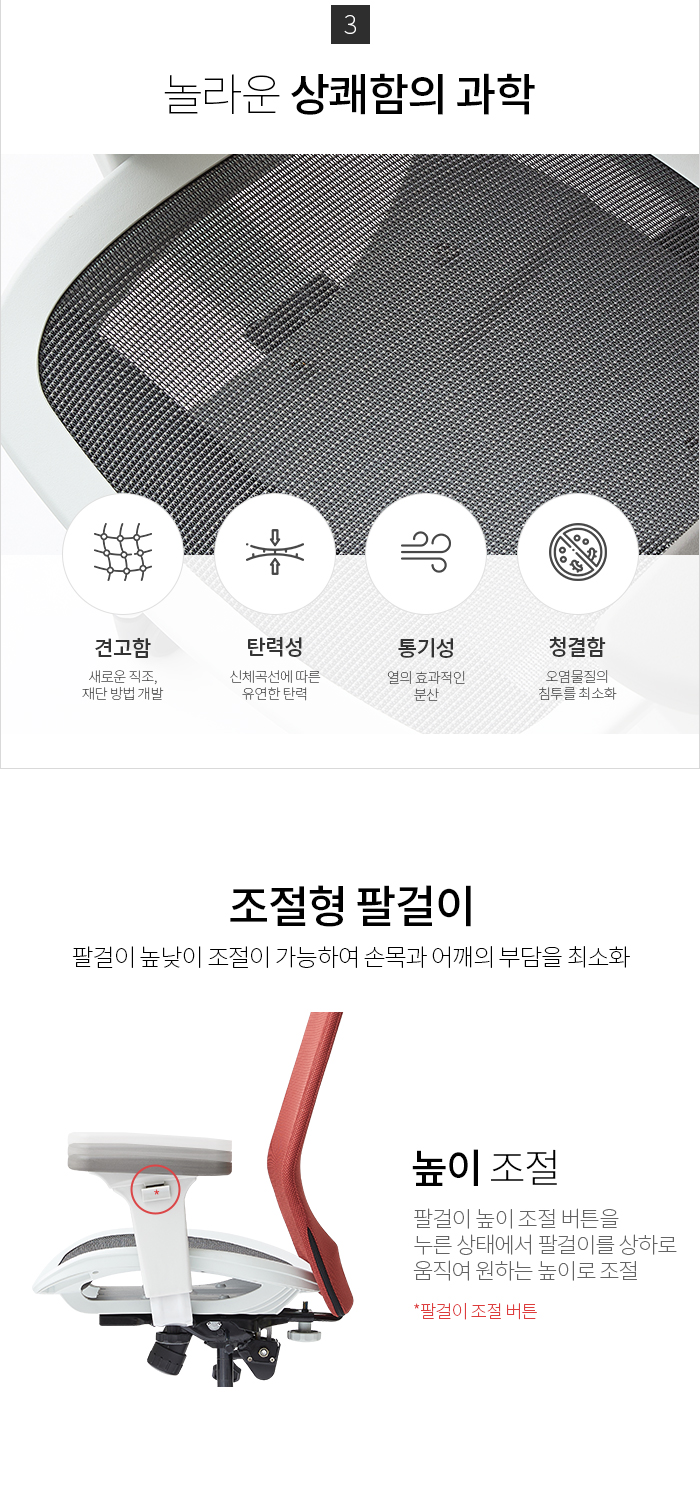 3
놀라운 상쾌함의 과학
견고함
새로운 직조,
재단 방법 개발
탄력성
신체곡선에 따른
유연한 탄력
통기성
열의 효과적인
분산
청결함
오염물질의
침투를 최소화
조절형 팔걸이
팔걸이 높낮이 조절이 가능하여 손목과 어깨의 부담을 최소화
*
높이 조절
팔걸이 높이 조절 버튼을
누른 상태에서 팔걸이를 상하로
움직여 원하는 높이로 조절
*팔걸이 조절 버튼